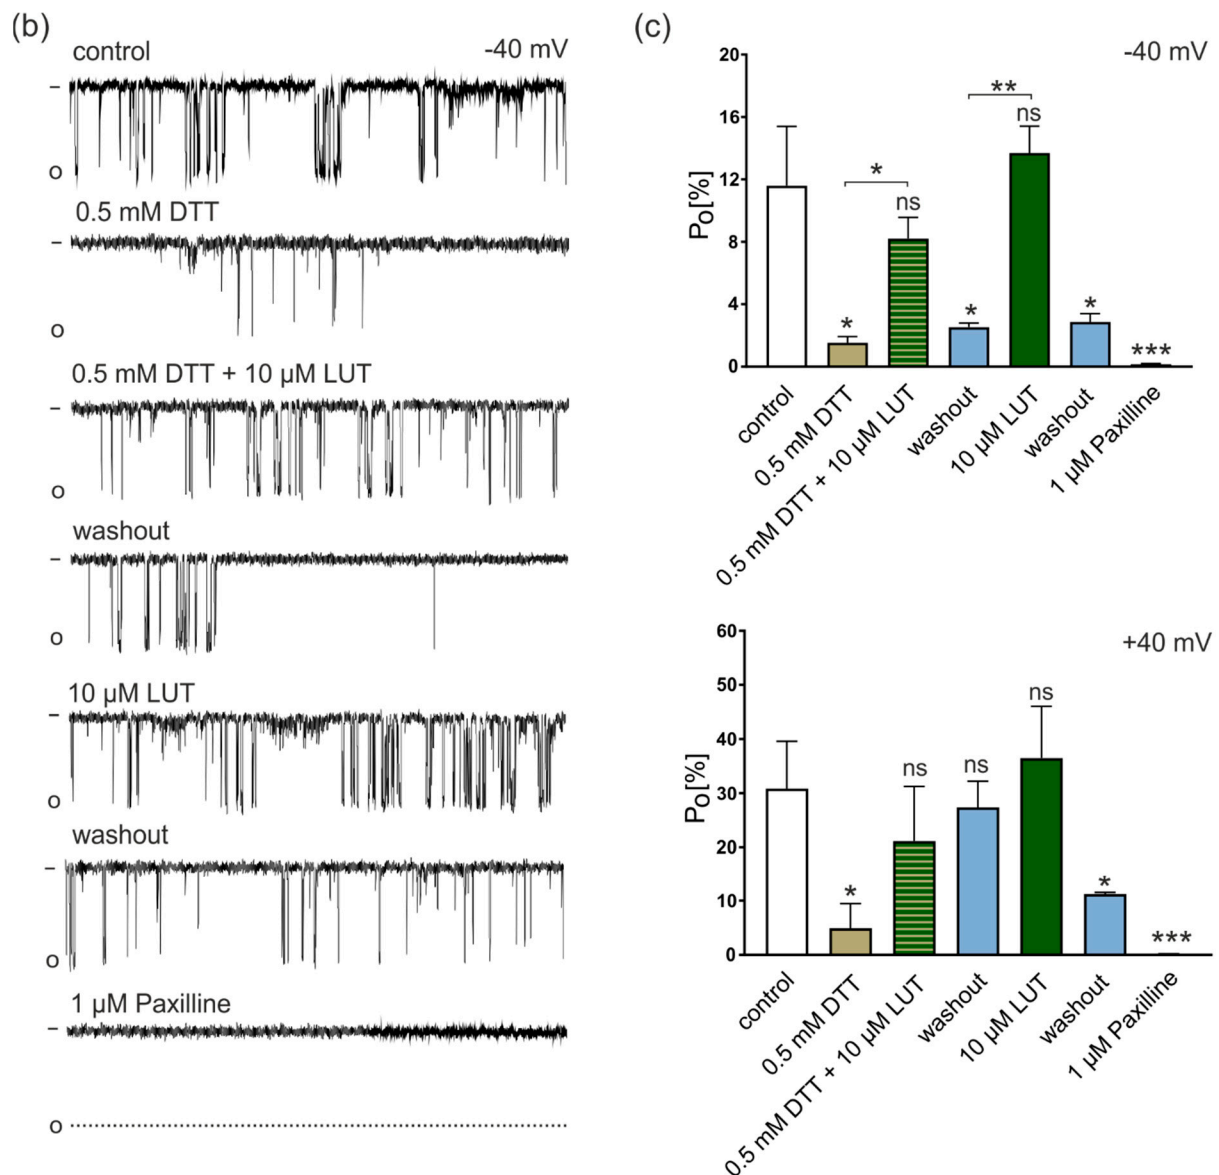 (b)
control
-40 mV
–
o
0.5 mM DTT
–
o
0.5 mM DTT + 10 µM LUT
–
o
washout
–
o
10 µM LUT
–
o
washout
–
o
1 µM Paxilline
–
o
(c)
-40 mV
Po[%]
20
16
12
8
4
0
*
*
ns
*
**
ns
*
***
control
0.5 mM DTT
0.5 mM DTT + 10 µM LUT
washout
10 µM LUT
washout
1 µM Paxilline
+40 mV
Po[%]
60
50
40
30
20
10
0
*
ns
ns
ns
*
***
control
0.5 mM DTT
0.5 mM DTT + 10 µM LUT
washout
10 µM LUT
washout
1 µM Paxilline